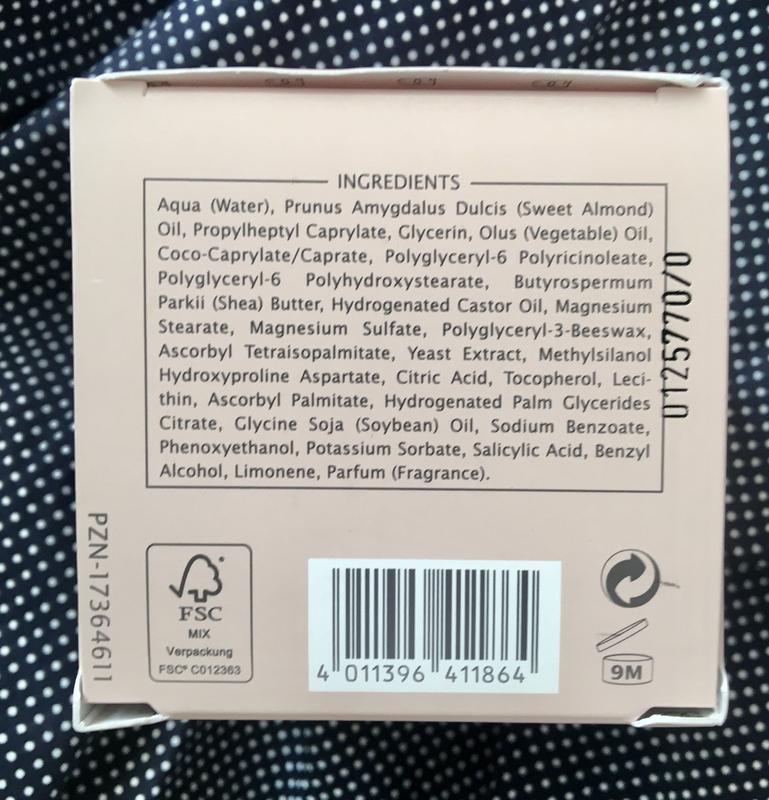 INGREDIENTS
Aqua (Water), Prunus Amygdalus Dulcis (Sweet Almond)
Oil, Propylheptyl Caprylate, Glycerin, Olus (Vegetable) Oil,
Coco-Caprylate/Caprate, Polyglyceryl-6 Polyricinoleate,
Polyglyceryl-6 Polyhydroxystearate, Butyrospermum
Parkii (Shea) Butter, Hydrogenated Castor Oil, Magnesium
Stearate, Magnesium Sulfate, Polyglyceryl-3-Beeswax,
Ascorbyl Tetraisopalmitate, Yeast Extract, Methylsilanol
Hydroxyproline Aspartate, Citric Acid, Tocopherol, Leci-
thin, Ascorbyl Palmitate, Hydrogenated Palm Glycerides
Citrate, Glycine Soja (Soybean) Oil, Sodium Benzoate,
Phenoxyethanol, Potassium Sorbate, Salicylic Acid, Benzyl
Alcohol, Limonene, Parfum (Fragrance).
0125770/0
PZN-17364611
FSC
MIX
Verpackung
FSC® C012363
4 011396 411864
9M